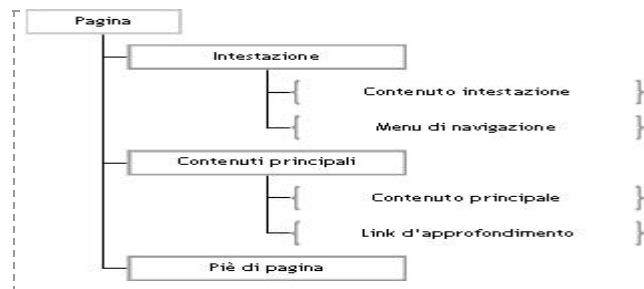 Pagina
Intestazione
Contenuto intestazione
Menu di navigazione
Contenuti principali
Contenuto principale
Link d'approfondimento
Piè di pagina